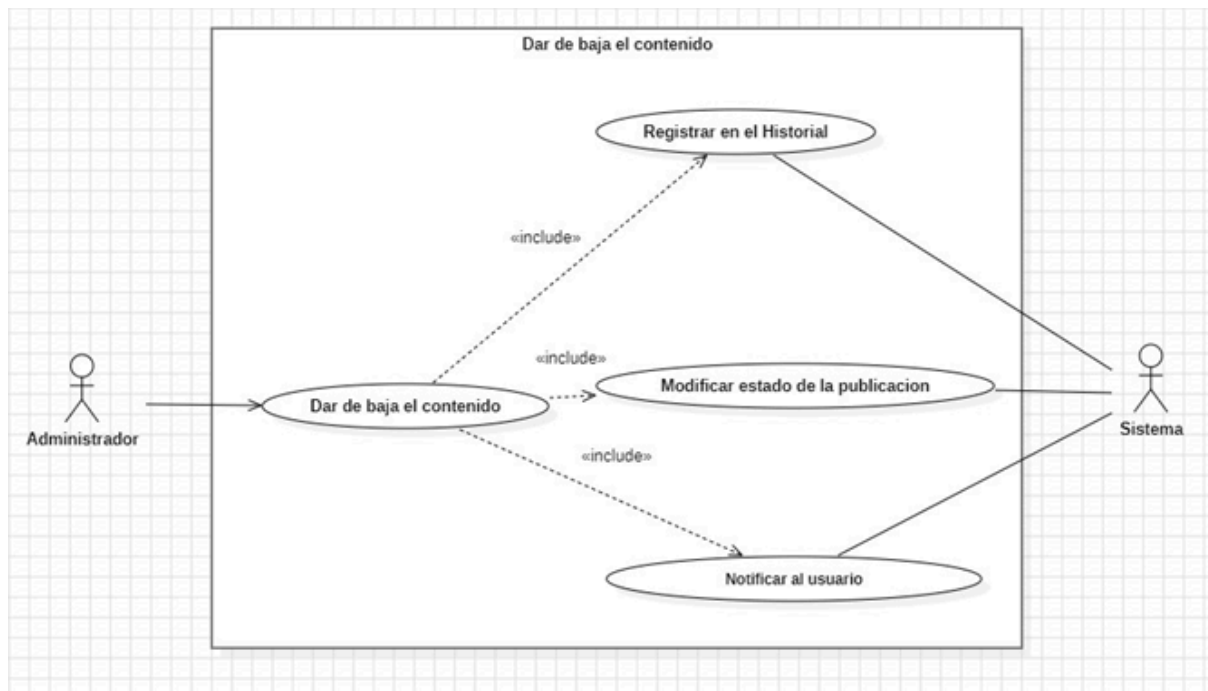 Dar de baja el contenido
Registrar en el Historial
«include»
«include»
Modificar estado de la publicacion
Dar de baja el contenido
Administrador
Sistema
«include»
Notificar al usuario